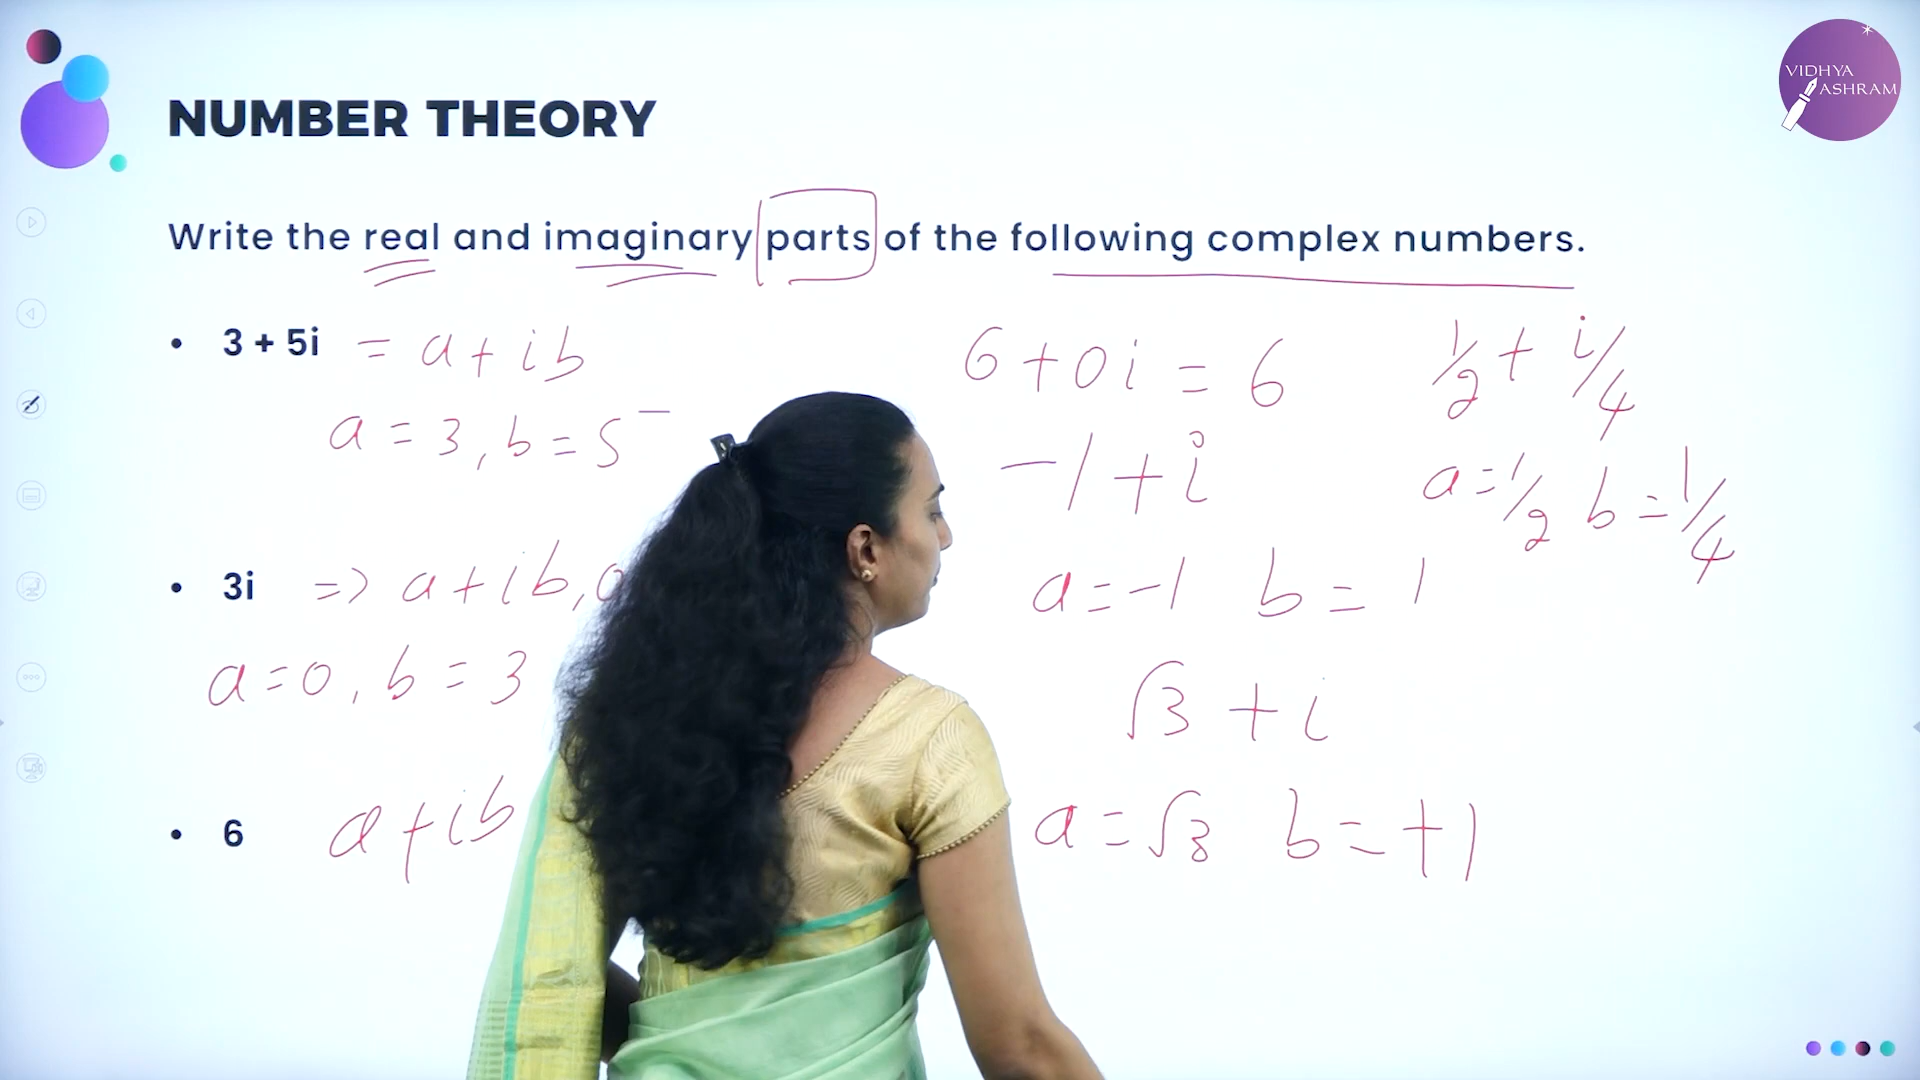 VIDHYA
ASHRAM
NUMBER THEORY
Write the real and imaginary parts of the following complex numbers.
• 3 + 5i = a + ib
a = 3, b = 5
• 3i => a + ib,
a = 0, b = 3
• 6 a + ib
6 + 0i = 6
-1 + i
a = -1 b = 1
√3 + i
a = √3 b = +1
1/2 + i/4
a = 1/2 b = 1/4